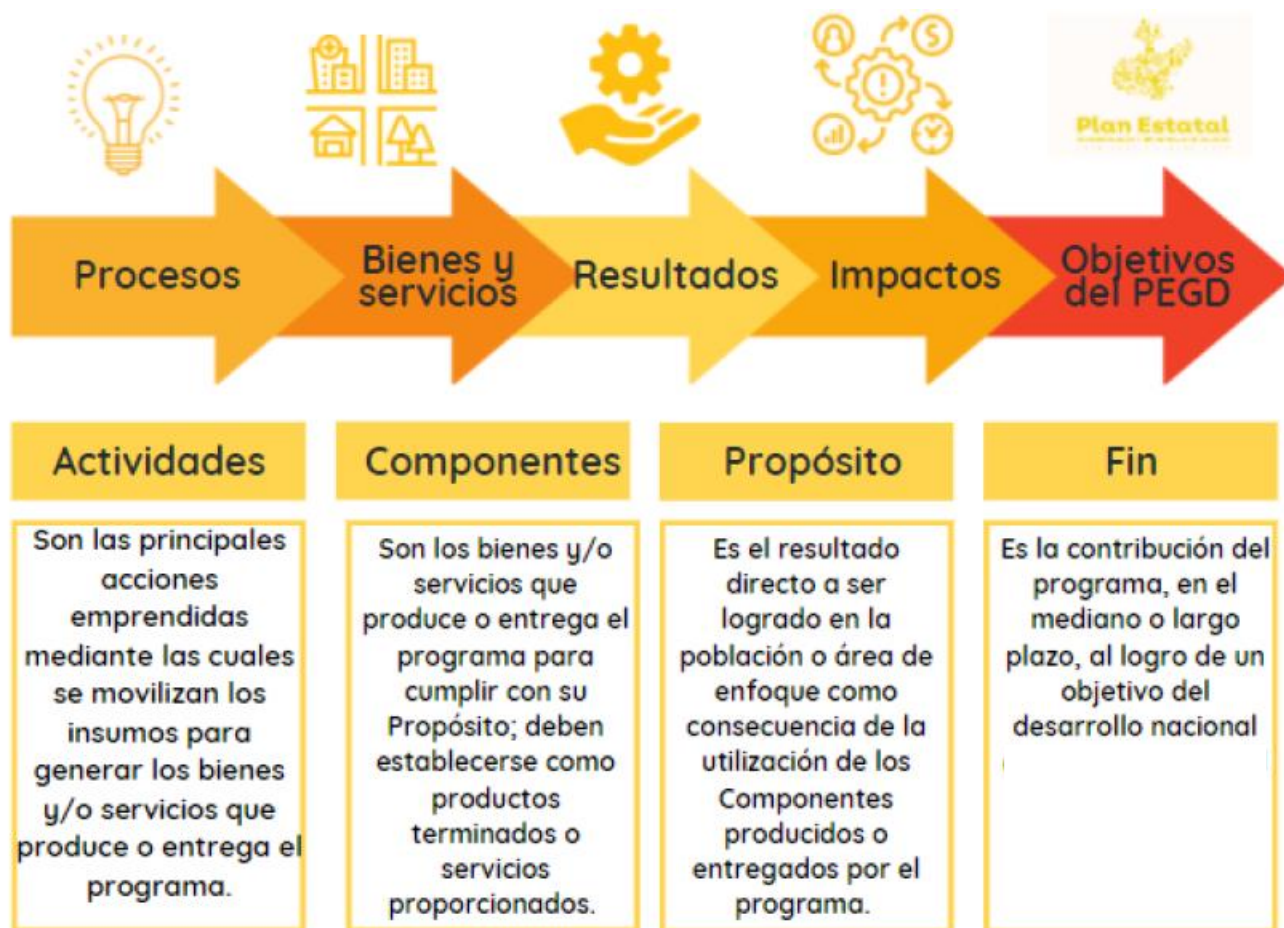 Plan Estatal
Procesos
Bienes y
servicios
Resultados
Impactos
Objetivos
del PEGD
Actividades
Son las principales
acciones
emprendidas
mediante las cuales
se movilizan los
insumos para
generar los bienes
y/o servicios que
produce o entrega el
programa.
Componentes
Son los bienes y/o
servicios que
produce o entrega el
programa para
cumplir con su
Propósito; deben
establecerse como
productos
terminados o
servicios
proporcionados.
Propósito
Es el resultado
directo a ser
logrado en la
población o área de
enfoque como
consecuencia de la
utilización de los
Componentes
producidos o
entregados por el
programa.
Fin
Es la contribución del
programa, en el
mediano o largo
plazo, al logro de un
objetivo del
desarrollo nacional